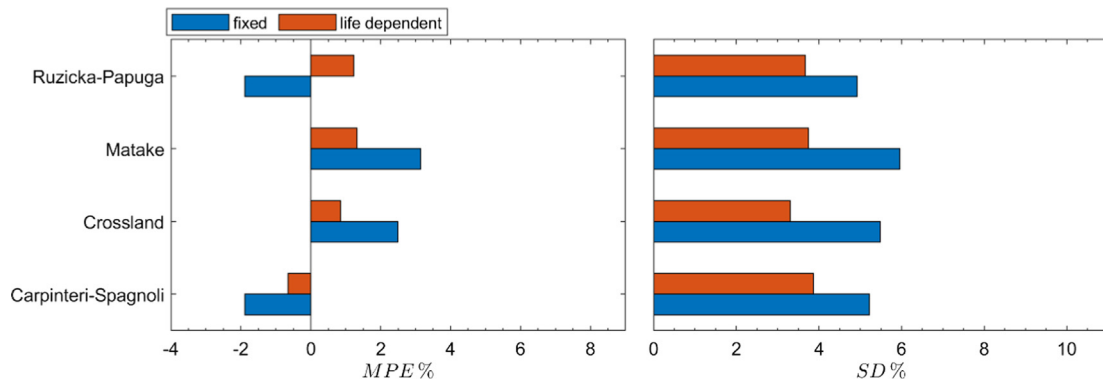 fixed life dependent
Ruzicka-Papuga
Matake
Crossland
Carpinteri-Spagnoli
-4 -2 0 2 4 6 8
MPE%
0 2 4 6 8 10
SD%